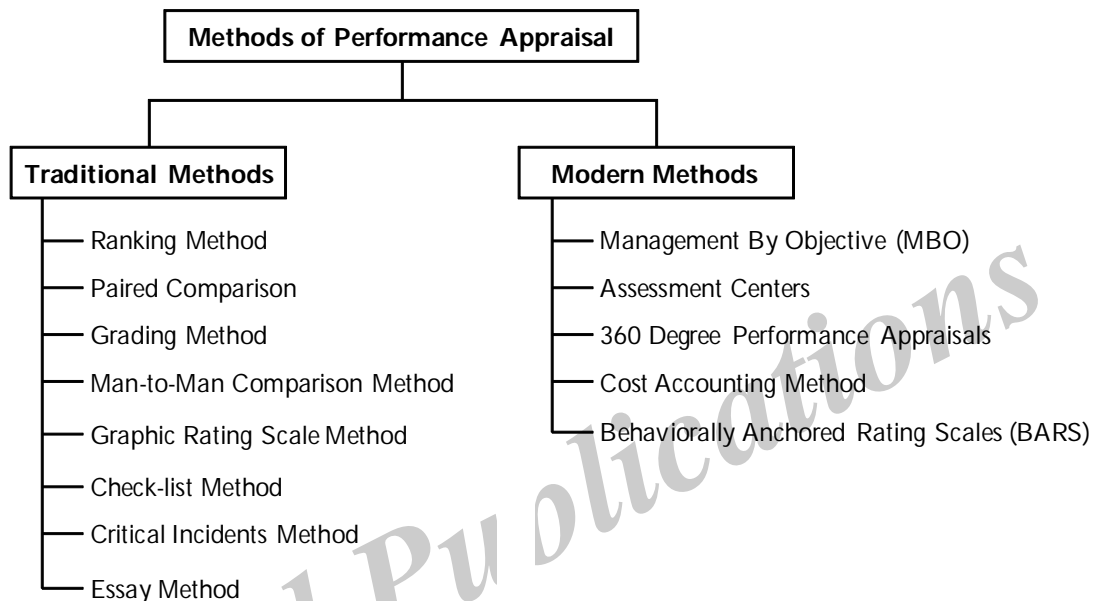 Methods of Performance Appraisal
Traditional Methods
Ranking Method
Paired Comparison
Grading Method
Man-to-Man Comparison Method
Graphic Rating Scale Method
Check-list Method
Critical Incidents Method
Essay Method
Modern Methods
Management By Objective (MBO)
Assessment Centers
360 Degree Performance Appraisals
Cost Accounting Method
Behaviorally Anchored Rating Scales (BARS)
Publications